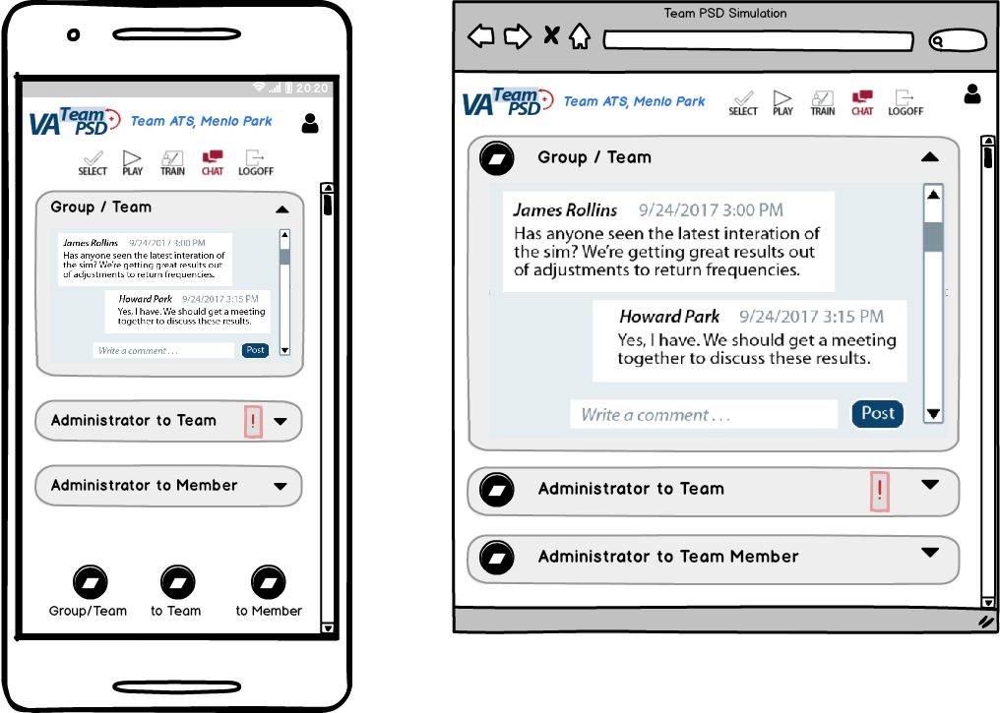 20:20
VA Team PSD
Team ATS, Menlo Park
SELECT PLAY TRAIN CHAT LOGOFF
Group / Team
James Rollins 9/24/2017 3:00 PM
Has anyone seen the latest interation of
the sim? We're getting great results out
of adjustments to return frequencies.
Howard Park 9/24/2017 3:15 PM
Yes, I have. We should get a meeting
together to discuss these results.
Write a comment . . . Post
Administrator to Team !
Administrator to Member
Group/Team to Team to Member
Team PSD Simulation
VA Team PSD
Team ATS, Menlo Park
SELECT PLAY TRAIN CHAT LOGOFF
Group / Team
James Rollins 9/24/2017 3:00 PM
Has anyone seen the latest interation of
the sim? We're getting great results out
of adjustments to return frequencies.
Howard Park 9/24/2017 3:15 PM
Yes, I have. We should get a meeting
together to discuss these results.
Write a comment . . . Post
Administrator to Team !
Administrator to Team Member